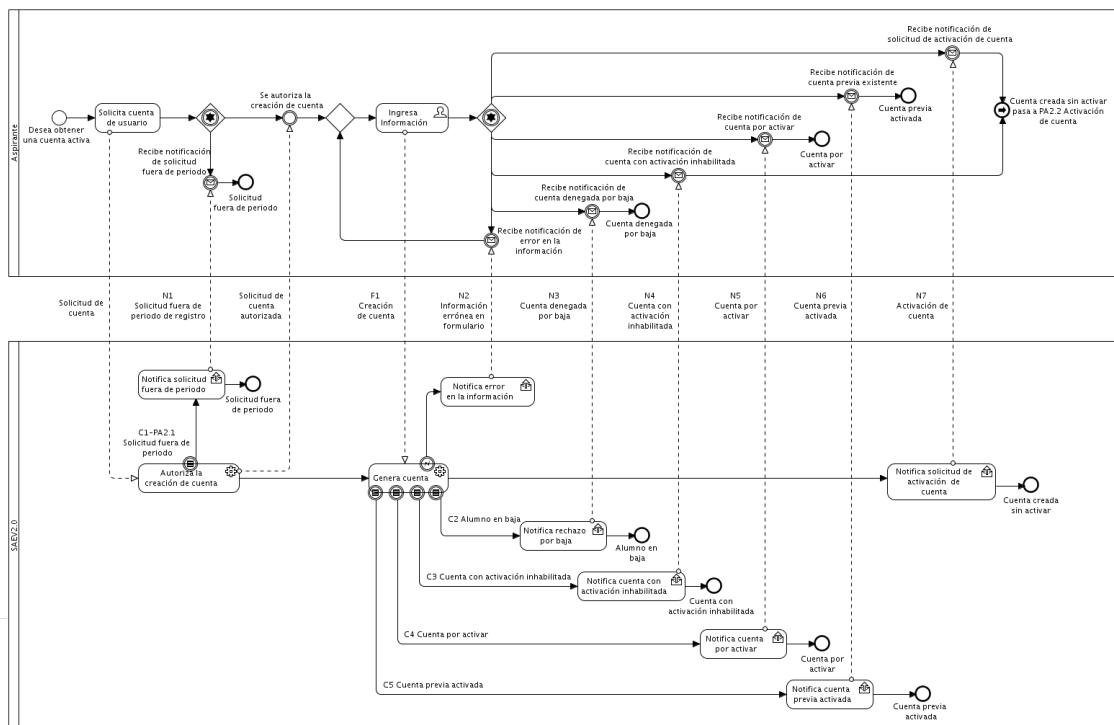 Aspirante
Desea obtener
una cuenta activa
Solicita cuenta
de usuario
Recibe notificación
de solicitud
fuera de periodo
Solicitud
fuera de periodo
Se autoriza la
creación de cuenta
Ingresa
Información
Recibe notificación de
solicitud de activación de cuenta
Recibe notificación de
cuenta previa existente
Cuenta previa
activada
Recibe notificación de
cuenta por activar
Cuenta por
activar
Recibe notificación de
cuenta con activación inhabilitada
Recibe notificación de
cuenta denegada por baja
Cuenta denegada
por baja
Recibe notificación de
error en la
información
Cuenta creada sin activar
pasa a PA2.2 Activación
de cuenta
Solicitud de
cuenta
N1
Solicitud fuera de
periodo de registro
Solicitud de
cuenta
autorizada
F1
Creación
de cuenta
N2
Información
errónea en
formulario
N3
Cuenta denegada
por baja
N4
Cuenta con
activación
inhabilitada
N5
Cuenta por
activar
N6
Cuenta previa
activada
N7
Activación de
cuenta
SAEV2.0
Notifica solicitud
fuera de periodo
Solicitud fuera
de periodo
C1-PA2.1
Solicitud fuera de
periodo
Autoriza la
creación de cuenta
Notifica error
en la información
Genera cuenta
Notifica solicitud de
activación de
cuenta
Cuenta creada
sin activar
C2 Alumno en baja
Notifica rechazo
por baja
Alumno en
baja
C3 Cuenta con activación inhabilitada
Notifica cuenta con
activación inhabilitada
Cuenta con
activación inhabilitada
C4 Cuenta por activar
Notifica cuenta
por activar
Cuenta por
activar
C5 Cuenta previa activada
Notifica cuenta
previa activada
Cuenta previa
activada